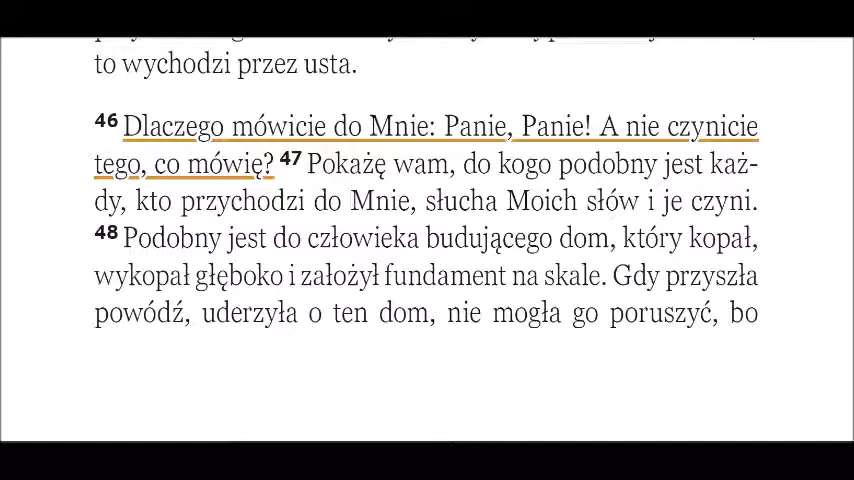 to wychodzi przez usta.
46 Dlaczego mówicie do Mnie: Panie, Panie! A nie czynicie
tego, co mówię? 47 Pokażę wam, do kogo podobny jest każ-
dy, kto przychodzi do Mnie, słucha Moich słów i je czyni.
48 Podobny jest do człowieka budującego dom, który kopał,
wykopał głęboko i założył fundament na skale. Gdy przyszła
powódź, uderzyła o ten dom, nie mogła go poruszyć, bo